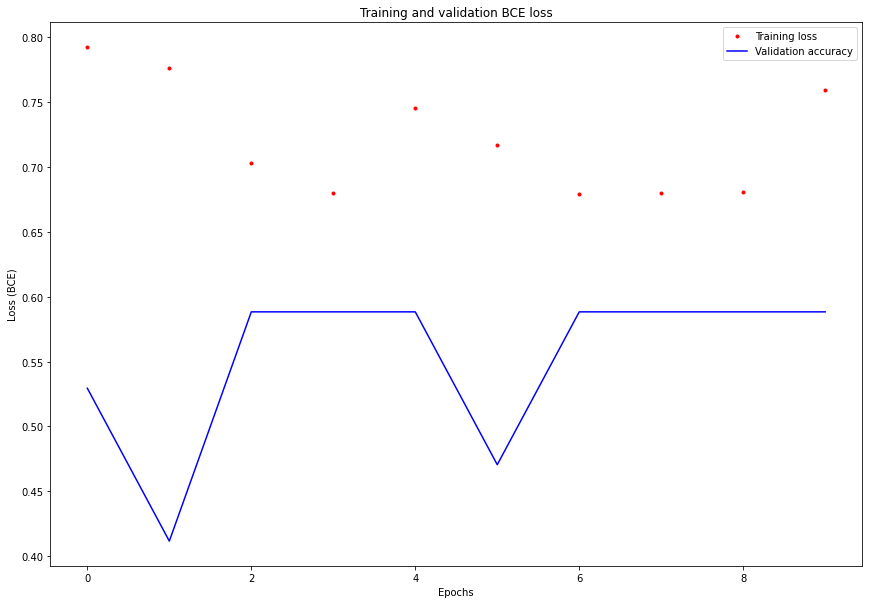 Training and validation BCE loss
Training loss
Validation accuracy
0.80
0.75
0.70
0.65
0.60
0.55
0.50
0.45
0.40
Loss (BCE)
0 2 4 6 8
Epochs